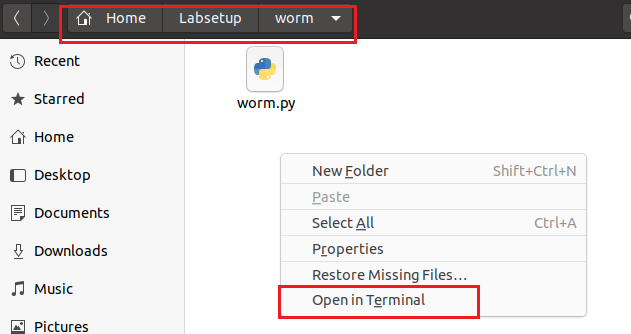 Home Labsetup worm
Recent
Starred
Home
Desktop
Documents
Downloads
Music
Pictures
worm.py
New Folder Shift+Ctrl+N
Paste
Select All Ctrl+A
Properties
Restore Missing Files...
Open in Terminal